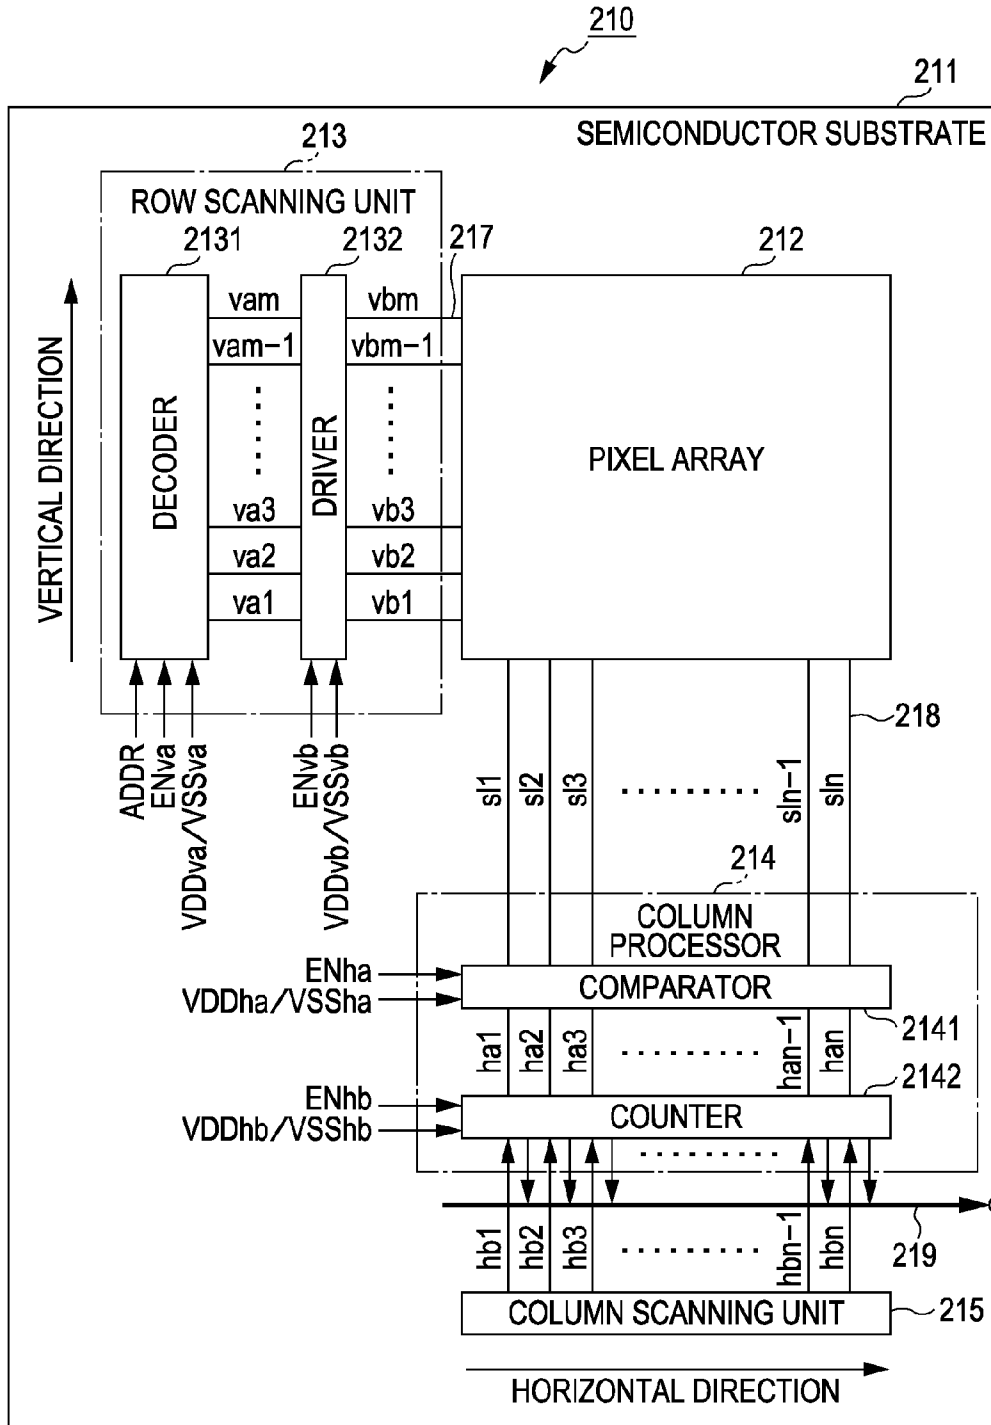 210
211
SEMICONDUCTOR SUBSTRATE
213
ROW SCANNING UNIT
2131
2132
217
212
VERTICAL DIRECTION
DECODER
vam
vam-1
va3
va2
va1
DRIVER
vbm
vbm-1
vb3
vb2
vb1
PIXEL ARRAY
ADDR
ENva
VDDva/VSSva
ENvb
VDDvb/VSSvb
218
sl1
sl2
sl3
sln-1
sln
214
COLUMN
PROCESSOR
ENha
VDDha/VSSha
COMPARATOR
2141
ha1
ha2
ha3
han-1
han
2142
ENhb
VDDhb/VSShb
COUNTER
hb1
hb2
hb3
hbn-1
hbn
219
COLUMN SCANNING UNIT
215
HORIZONTAL DIRECTION